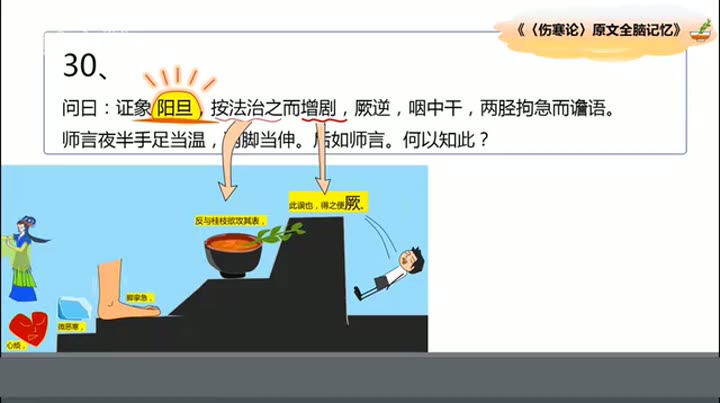 《〈伤寒论〉原文全脑记忆》
30、
问曰：证象阳旦，按法治之而增剧，厥逆，咽中干，两胫拘急而谵语。
师言夜半手足当温，两脚当伸。后如师言。何以知此？
此误也，得之便厥。
反与桂枝欲攻其表，
脚挛急，
微恶寒，
心烦，